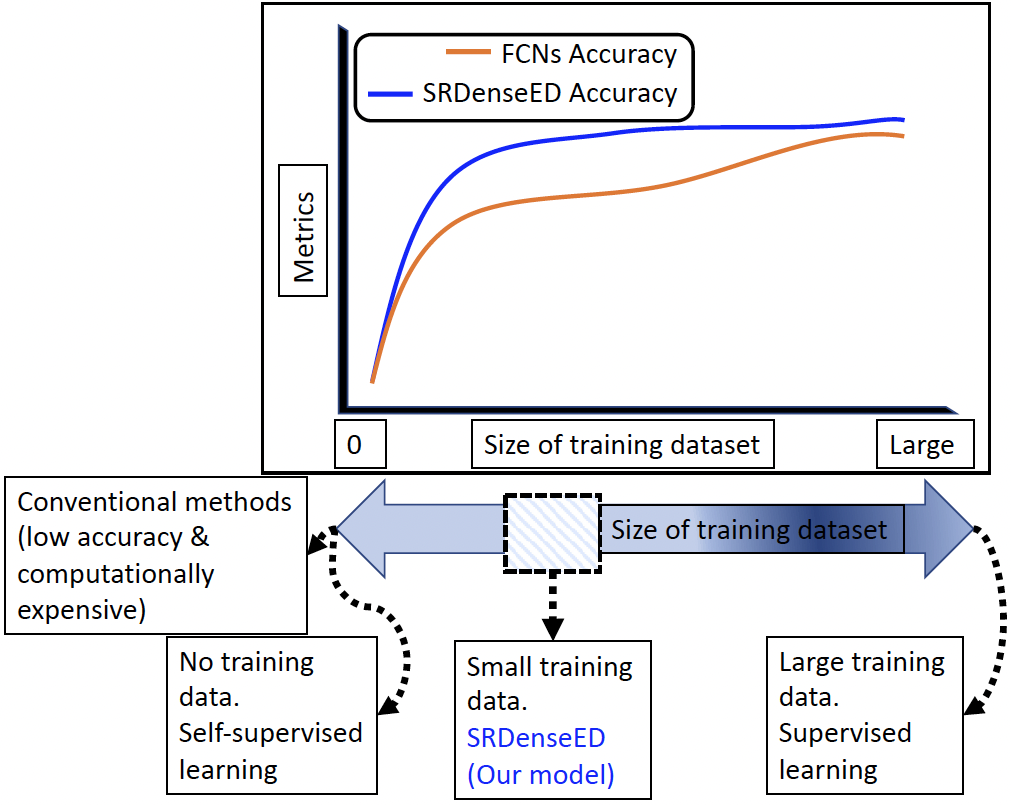 FCNs Accuracy
SRDenseED Accuracy
Metrics
0
Size of training dataset
Large
Conventional methods
(low accuracy &
computationally
expensive)
Size of training dataset
No training
data.
Self-supervised
learning
Small training
data.
SRDenseED
(Our model)
Large training
data.
Supervised
learning